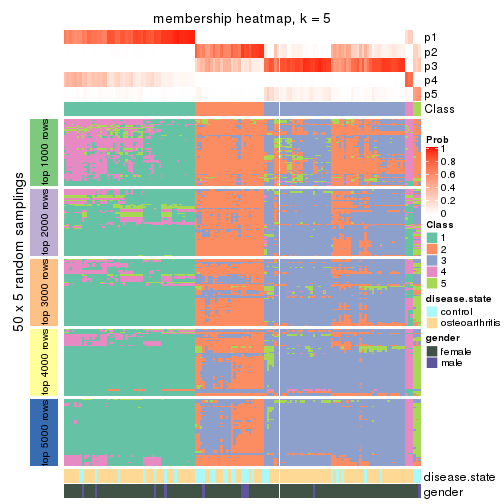 membership heatmap, k = 5
p1
p2
p3
p4
p5
Class
50 x 5 random samplings
top 1000 rows
top 2000 rows
top 3000 rows
top 4000 rows
top 5000 rows
disease.state
gender
Prob
1
0.8
0.6
0.4
0.2
0
Class
1
2
3
4
5
disease.state
control
osteoarthritis
gender
female
male